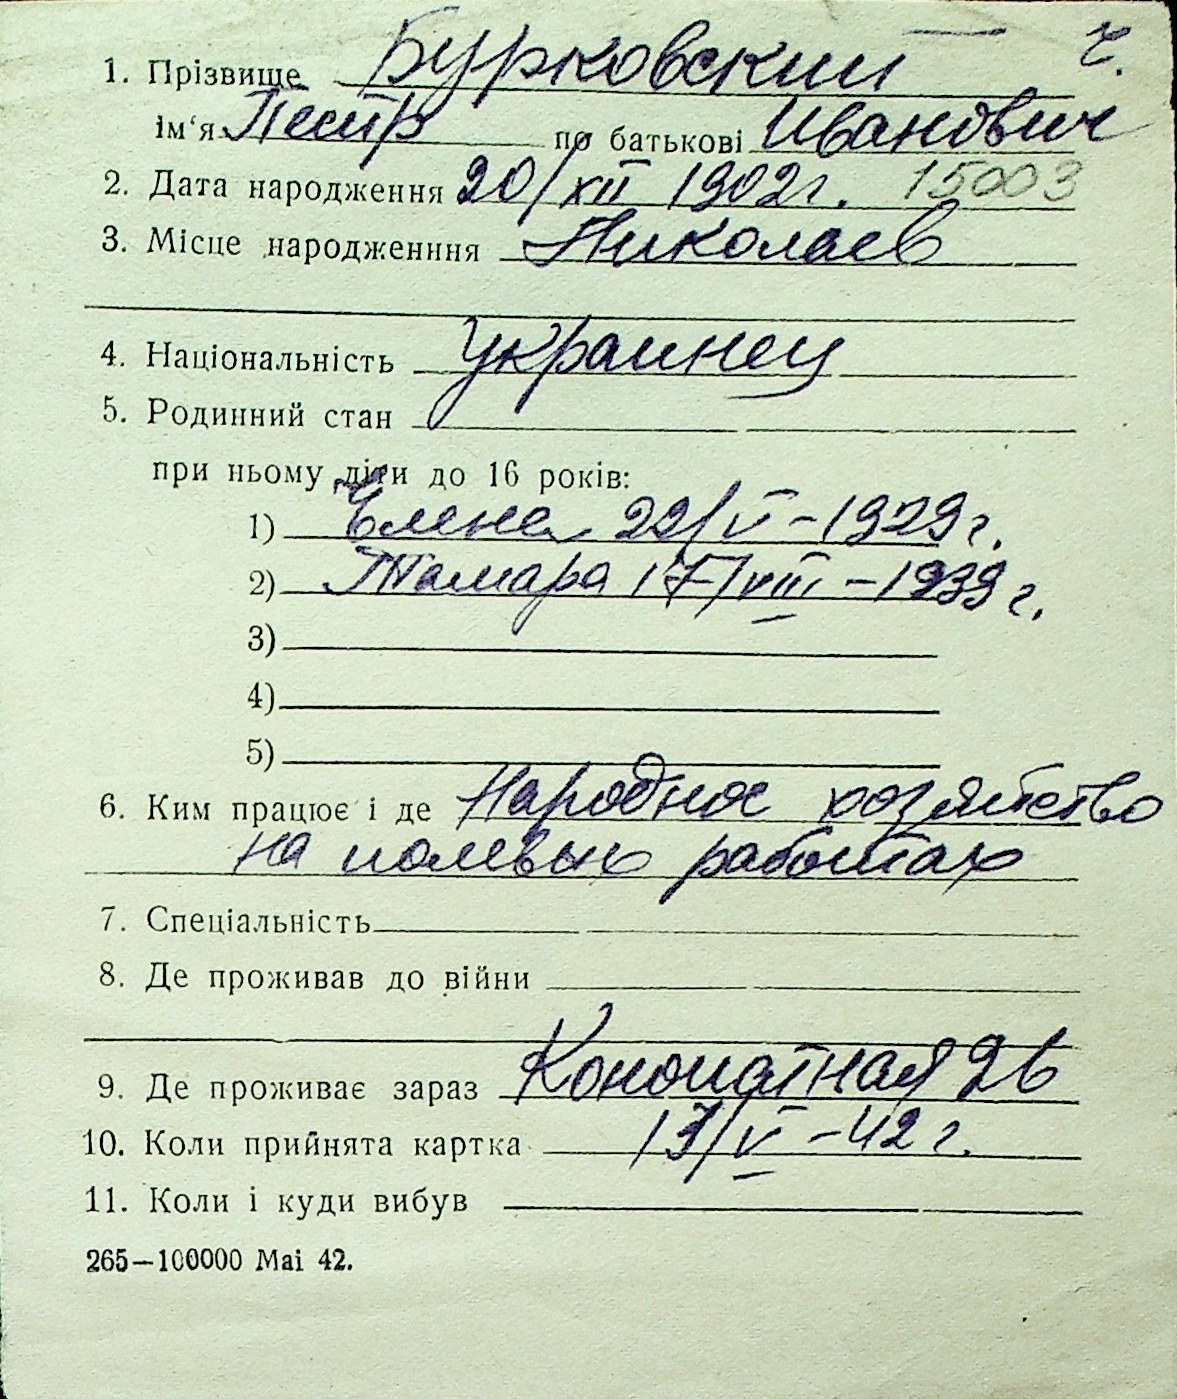 ч.
1. Прізвище Бурковский
ім'я Петр по батькові Иванович
2. Дата народження 20/XII 1902 г. 15003
3. Місце народженння Николаев
4. Національність украинец
5. Родинний стан
при ньому діти до 16 років:
1) Елена 22/V – 1929 г.
2) Тамара 17/VIII – 1939 г.
3)
4)
5)
6. Ким працює і де Народное хозяйство
на полевых работах
7. Спеціальність
8. Де проживав до війни
9. Де проживає зараз Конопатная 26
10. Коли прийнята картка 17/V – 42 г.
11. Коли і куди вибув
265—100000 Mai 42.